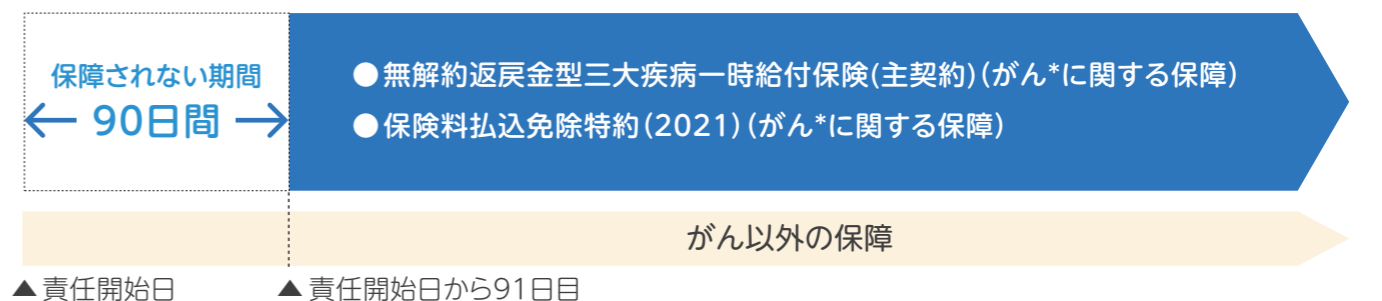 保障されない期間
90日間
●無解約返戻金型三大疾病一時給付保険(主契約)(がん*に関する保障)
●保険料払込免除特約(2021)(がん*に関する保障)
がん以外の保障
▲責任開始日
▲責任開始日から91日目